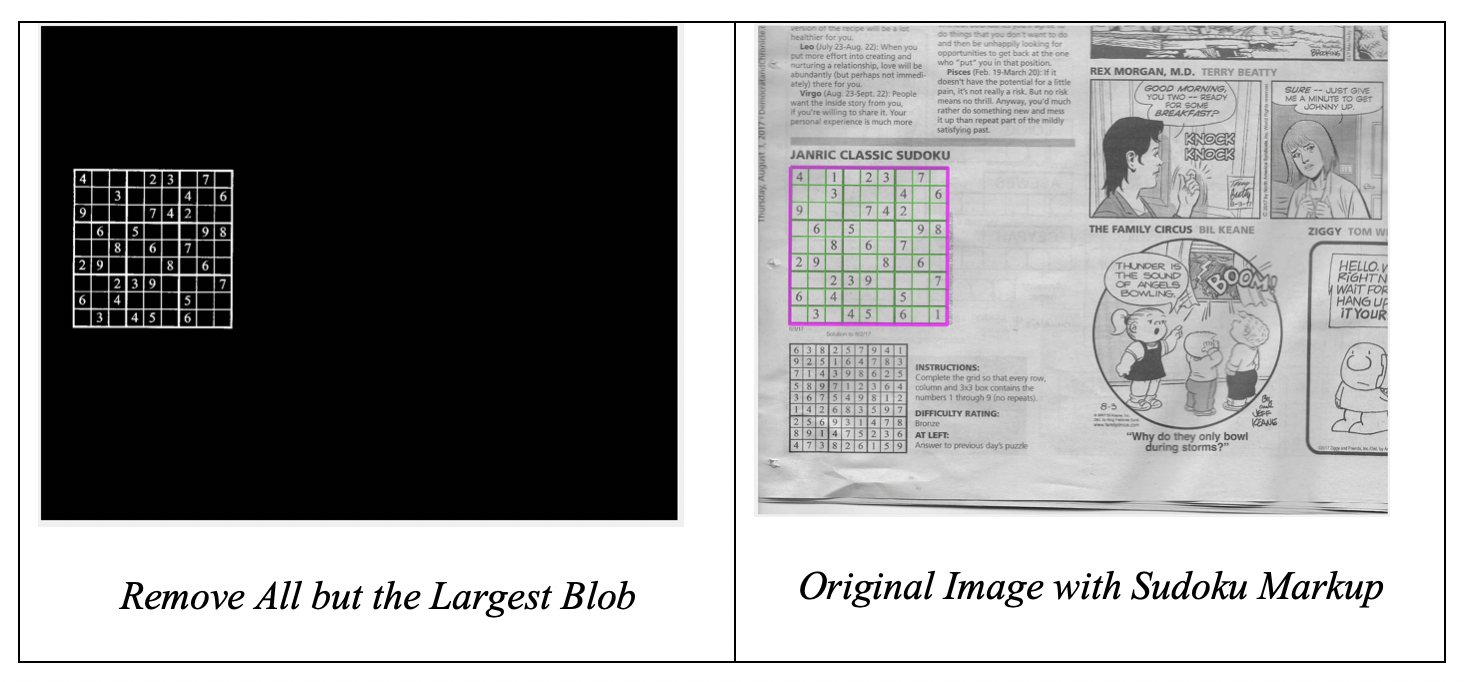 4 2 3 7
3 4 6
9 7 4 2
6 5 9 8
8 6 7
2 9 8 6
2 3 9 7
6 4 5
3 4 5 6
Remove All but the Largest Blob
healthier for you.
Leo (July 23-Aug. 22): When you
put more effort into creating and
nurturing a relationship, love will be
abundantly (but perhaps not immedi-
ately) there for you.
Virgo (Aug. 23-Sept. 22): People
want the inside story from you,
if you're willing to share it. Your
personal experience is much more
do things that you don't want to do
and then be unhappily looking for
opportunities to get back at the one
who "put" you in that position.
Pisces (Feb. 19-March 20): If it
doesn't have the potential for a little
pain, it's not really a risk. But no risk
means no thrill. Anyway, you'd much
rather do something new and mess
it up than repeat part of the mildly
satisfying past.
Thursday, August 3, 2017
JANRIC CLASSIC SUDOKU
4 1 2 3 7
3 4 6
9 7 4 2
6 5 9 8
8 6 7
2 9 8 6
2 3 9 7
6 4 5
3 4 5 6 1
Solution to 8/3/17
6 3 8 2 5 7 9 4 1
9 2 5 1 6 4 7 8 3
7 1 4 3 9 8 6 2 5
5 8 9 7 1 2 3 6 4
3 6 7 5 4 9 8 1 2
1 4 2 6 8 3 5 9 7
2 5 6 9 3 1 4 7 8
8 9 1 4 7 5 2 3 6
4 7 3 8 2 6 1 5 9
INSTRUCTIONS:
Complete the grid so that every row,
column and 3x3 box contains the
numbers 1 through 9 (no repeats).
DIFFICULTY RATING:
Bronze
AT LEFT:
Answer to previous day's puzzle
REX MORGAN, M.D. TERRY BEATTY
GOOD MORNING,
YOU TWO -- READY
FOR SOME
BREAKFAST?
KNOCK
KNOCK
SURE -- JUST GIVE
ME A MINUTE TO GET
JOHNNY UP.
THE FAMILY CIRCUS BIL KEANE
THUNDER IS
THE SOUND
OF ANGELS
BOWLING.
BOOM!
8-3
By
JEFF
KEANE
"Why do they only bowl
during storms?"
ZIGGY TOM W
HELLO. 
RIGHT N
WAIT FOR
HANG UP
IT YOUR
Original Image with Sudoku Markup